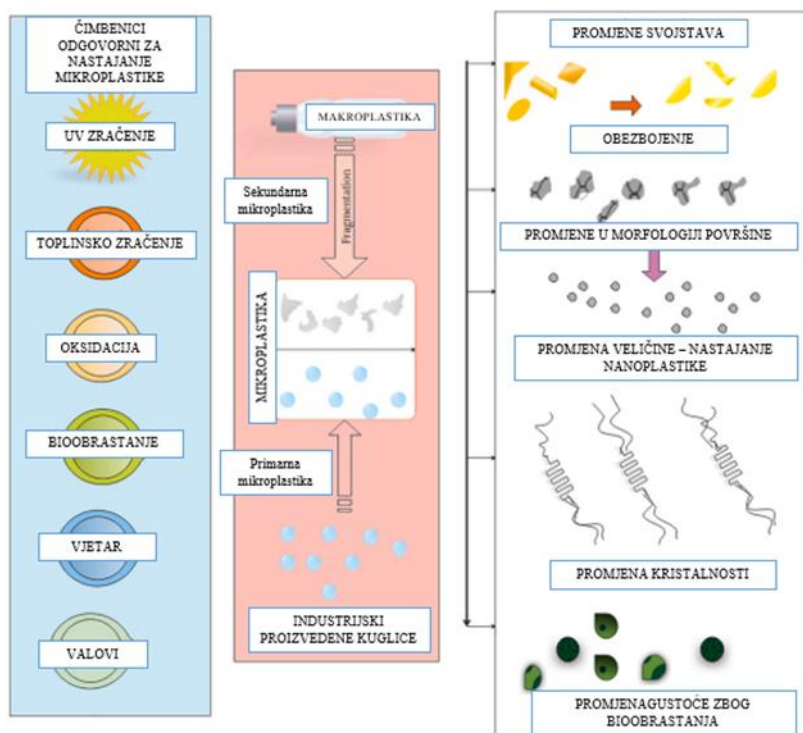 ČIMBENICI
ODGOVORNI ZA
NASTAJANJE
MIKROPLASTIKE
UV ZRAČENJE
TOPLINSKO ZRAČENJE
OKSIDACIJA
BIOOBRASTANJE
VJETAR
VALOVI
MAKROPLASTIKA
Sekundarna
mikroplastika
Fragmentation
MIKROPLASTIKA
Primarna
mikroplastika
INDUSTRIJSKI
PROIZVEDENE KUGLICE
PROMJENE SVOJSTAVA
OBEZBOJENJE
PROMJENE U MORFOLOGIJI POVRŠINE
PROMJENA VELIČINE – NASTAJANJE
NANOPLASTIKE
PROMJENA KRISTALNOSTI
PROMJENAGUSTOĆE ZBOG
BIOOBRASTANJA